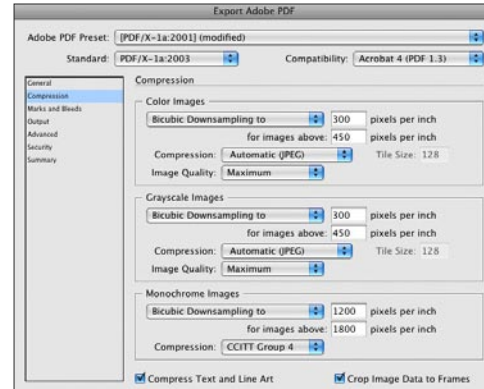 Export Adobe PDF
Adobe PDF Preset: [PDF/X-1a:2001] (modified)
Standard: PDF/X-1a:2003 Compatibility: Acrobat 4 (PDF 1.3)
General
Compression
Marks and Bleeds
Output
Advanced
Security
Summary
Compression
Color Images
Bicubic Downsampling to 300 pixels per inch
for images above: 450 pixels per inch
Compression: Automatic (JPEG) Tile Size: 128
Image Quality: Maximum
Grayscale Images
Bicubic Downsampling to 300 pixels per inch
for images above: 450 pixels per inch
Compression: Automatic (JPEG) Tile Size: 128
Image Quality: Maximum
Monochrome Images
Bicubic Downsampling to 1200 pixels per inch
for images above: 1800 pixels per inch
Compression: CCITT Group 4
Compress Text and Line Art Crop Image Data to Frames